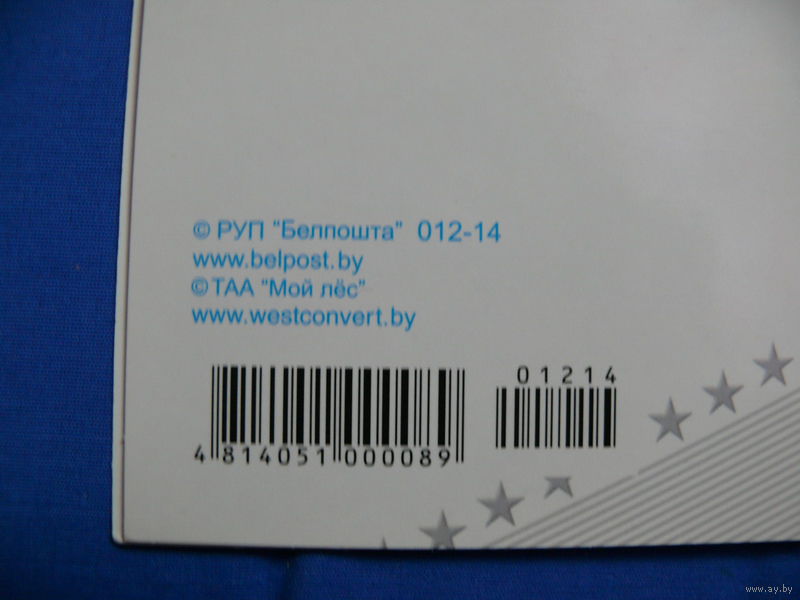 © РУП "Белпошта" 012-14
www.belpost.by
© ТАА "Мой лёс"
www.westconvert.by
01214
4 814051 000089
www.ay.by